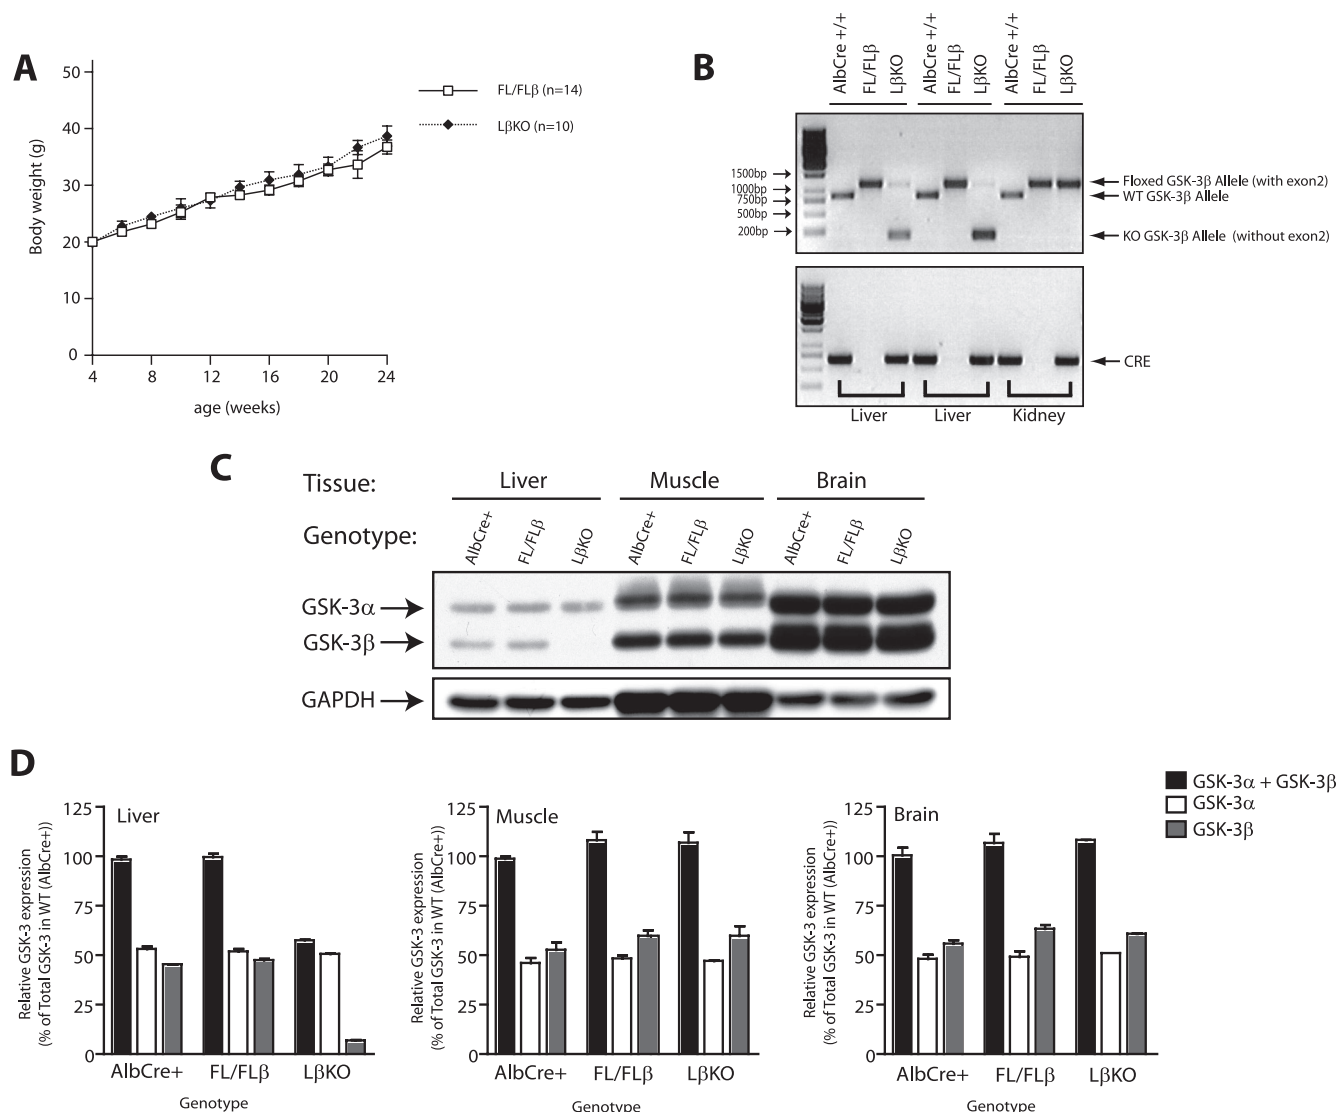 A
50
40
30
20
10
0
Body weight (g)
4
8
12
16
20
24
age (weeks)
FL/FLβ (n=14)
LβKO (n=10)
B
AlbCre +/+
FL/FLβ
LβKO
AlbCre +/+
FL/FLβ
LβKO
AlbCre +/+
FL/FLβ
LβKO
1500bp
1000bp
750bp
500bp
200bp
Floxed GSK-3β Allele (with exon2)
WT GSK-3β Allele
KO GSK-3β Allele (without exon2)
CRE
Liver
Liver
Kidney
C
Tissue:
Liver
Muscle
Brain
Genotype:
AlbCre+
FL/FLβ
LβKO
AlbCre+
FL/FLβ
LβKO
AlbCre+
FL/FLβ
LβKO
GSK-3α
GSK-3β
GAPDH
D
GSK-3α + GSK-3β
GSK-3α
GSK-3β
Relative GSK-3 expression
(% of Total GSK-3 in WT (AlbCre+))
125
100
75
50
25
0
Liver
AlbCre+
FL/FLβ
LβKO
Genotype
Relative GSK-3 expression
(% of Total GSK-3 in WT (AlbCre+))
125
100
75
50
25
0
Muscle
AlbCre+
FL/FLβ
LβKO
Genotype
Relative GSK-3 expression
(% of Total GSK-3 in WT (AlbCre+))
125
100
75
50
25
0
Brain
AlbCre+
FL/FLβ
LβKO
Genotype